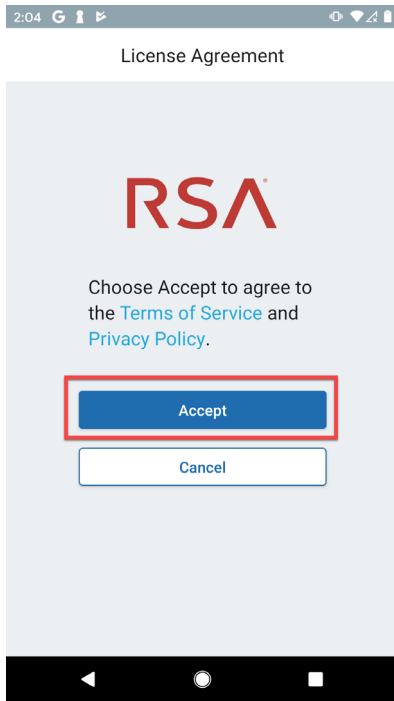 2:04
License Agreement
RSA
Choose Accept to agree to
the Terms of Service and
Privacy Policy.
Accept
Cancel